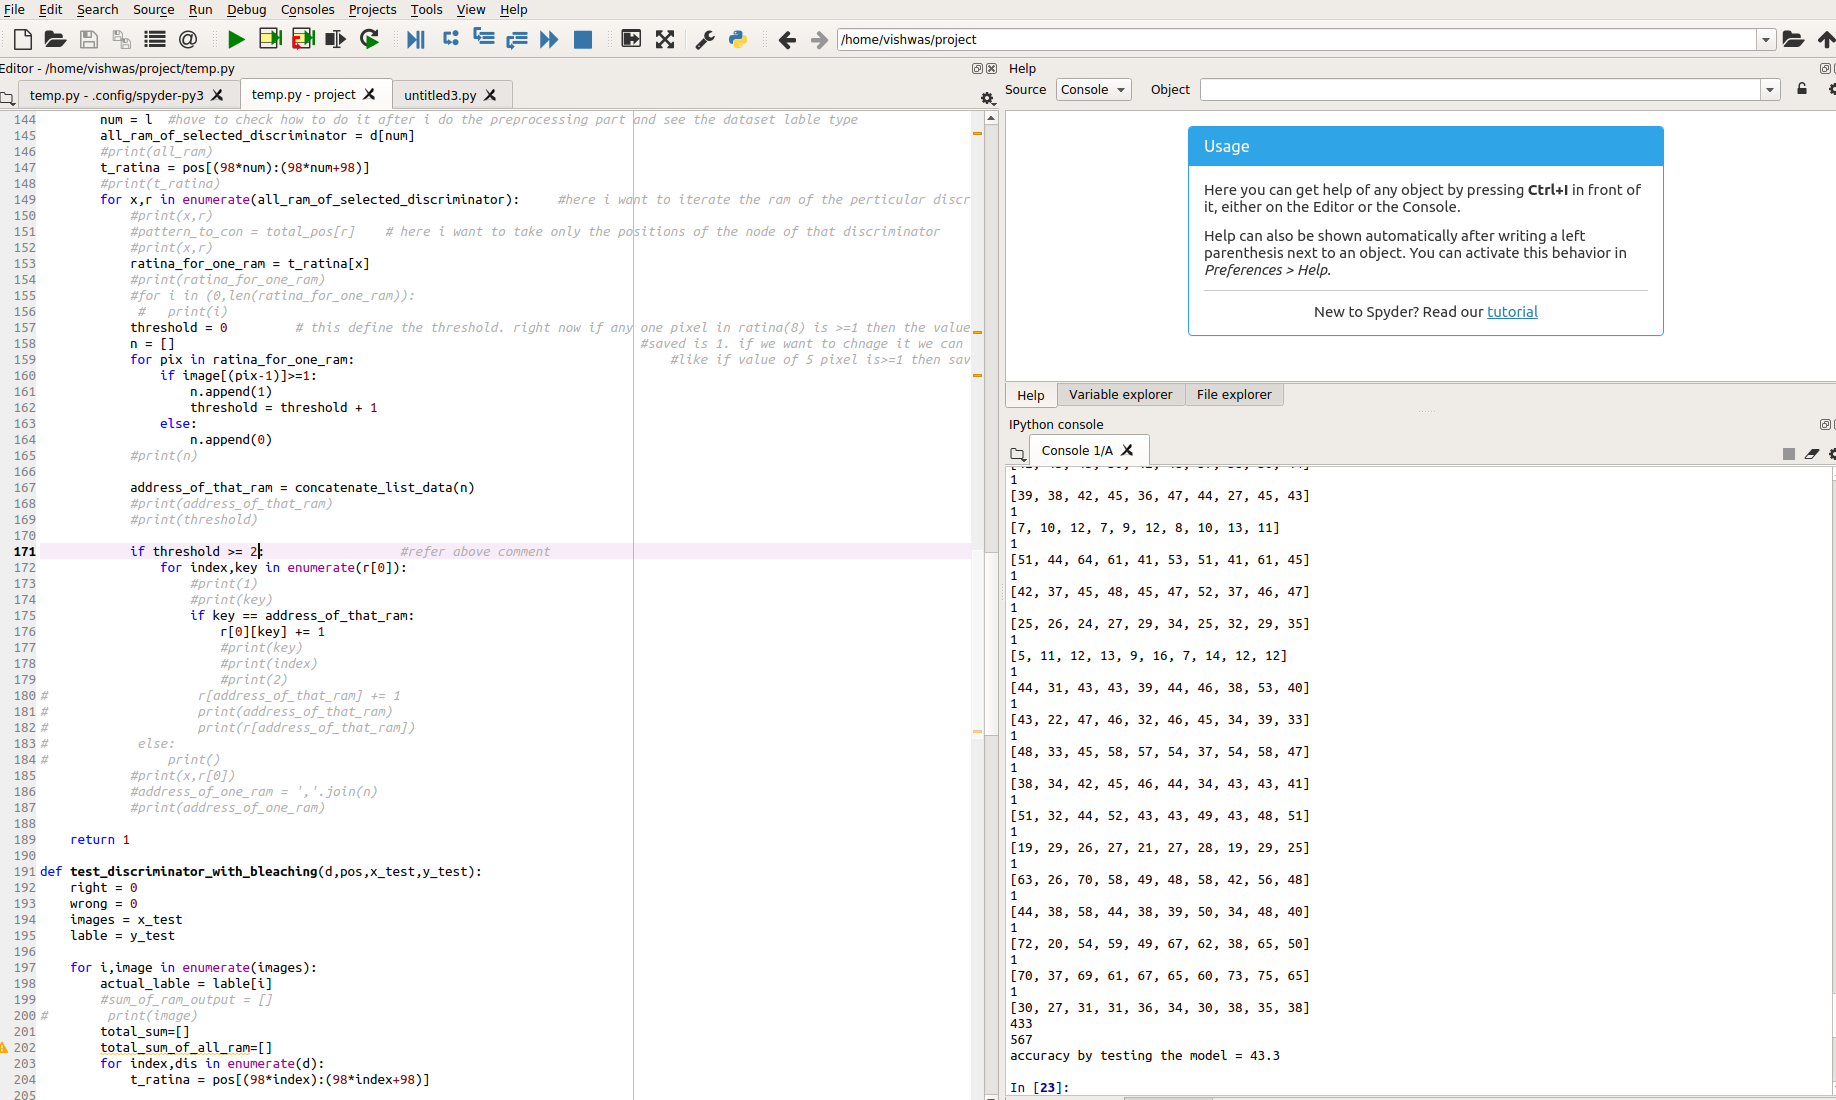 File Edit Search Source Run Debug Consoles Projects Tools View Help
/home/vishwas/project
Editor - /home/vishwas/project/temp.py
temp.py - .config/spyder-py3
temp.py - project
untitled3.py
144 num = l #have to check how to do it after i do the preprocessing part and see the dataset lable type
145 all_ram_of_selected_discriminator = d[num]
146 #print(all_ram)
147 t_ratina = pos[(98*num):(98*num+98)]
148 #print(t_ratina)
149 for x,r in enumerate(all_ram_of_selected_discriminator): #here i want to iterate the ram of the perticular discr
150 #print(x,r)
151 #pattern_to_con = total_pos[r] # here i want to take only the positions of the node of that discriminator
152 #print(x,r)
153 ratina_for_one_ram = t_ratina[x]
154 #print(ratina_for_one_ram)
155 #for i in (0,len(ratina_for_one_ram)):
156 # print(i)
157 threshold = 0 # this define the threshold. right now if any one pixel in ratina(8) is >=1 then the value
158 n = [] #saved is 1. if we want to chnage it we can
159 for pix in ratina_for_one_ram: #like if value of 5 pixel is>=1 then sav
160 if image[(pix-1)]>=1:
161 n.append(1)
162 threshold = threshold + 1
163 else:
164 n.append(0)
165 #print(n)
166
167 address_of_that_ram = concatenate_list_data(n)
168 #print(address_of_that_ram)
169 #print(threshold)
170
171 if threshold >= 2: #refer above comment
172 for index,key in enumerate(r[0]):
173 #print(1)
174 #print(key)
175 if key == address_of_that_ram:
176 r[0][key] += 1
177 #print(key)
178 #print(index)
179 #print(2)
180 # r[address_of_that_ram] += 1
181 # print(address_of_that_ram)
182 # print(r[address_of_that_ram])
183 # else:
184 # print()
185 #print(x,r[0])
186 #address_of_one_ram = ','.join(n)
187 #print(address_of_one_ram)
188
189 return 1
190
191 def test_discriminator_with_bleaching(d,pos,x_test,y_test):
192 right = 0
193 wrong = 0
194 images = x_test
195 lable = y_test
196
197 for i,image in enumerate(images):
198 actual_lable = lable[i]
199 #sum_of_ram_output = []
200 # print(image)
201 total_sum=[]
202 total_sum_of_all_ram=[]
203 for index,dis in enumerate(d):
204 t_ratina = pos[(98*index):(98*index+98)]
205
Help
Source Console Object
Usage
Here you can get help of any object by pressing Ctrl+I in front of
it, either on the Editor or the Console.
Help can also be shown automatically after writing a left
parenthesis next to an object. You can activate this behavior in
Preferences > Help.
New to Spyder? Read our tutorial
Help Variable explorer File explorer
IPython console
Console 1/A
1
[39, 38, 42, 45, 36, 47, 44, 27, 45, 43]
1
[7, 10, 12, 7, 9, 12, 8, 10, 13, 11]
1
[51, 44, 64, 61, 41, 53, 51, 41, 61, 45]
1
[42, 37, 45, 48, 45, 47, 52, 37, 46, 47]
1
[25, 26, 24, 27, 29, 34, 25, 32, 29, 35]
1
[5, 11, 12, 13, 9, 16, 7, 14, 12, 12]
1
[44, 31, 43, 43, 39, 44, 46, 38, 53, 40]
1
[43, 22, 47, 46, 32, 46, 45, 34, 39, 33]
1
[48, 33, 45, 58, 57, 54, 37, 54, 58, 47]
1
[38, 34, 42, 45, 46, 44, 34, 43, 43, 41]
1
[51, 32, 44, 52, 43, 43, 49, 43, 48, 51]
1
[19, 29, 26, 27, 21, 27, 28, 19, 29, 25]
1
[63, 26, 70, 58, 49, 48, 58, 42, 56, 48]
1
[44, 38, 58, 44, 38, 39, 50, 34, 48, 40]
1
[72, 20, 54, 59, 49, 67, 62, 38, 65, 50]
1
[70, 37, 69, 61, 67, 65, 60, 73, 75, 65]
1
[30, 27, 31, 31, 36, 34, 30, 38, 35, 38]
433
567
accuracy by testing the model = 43.3
In [23]: